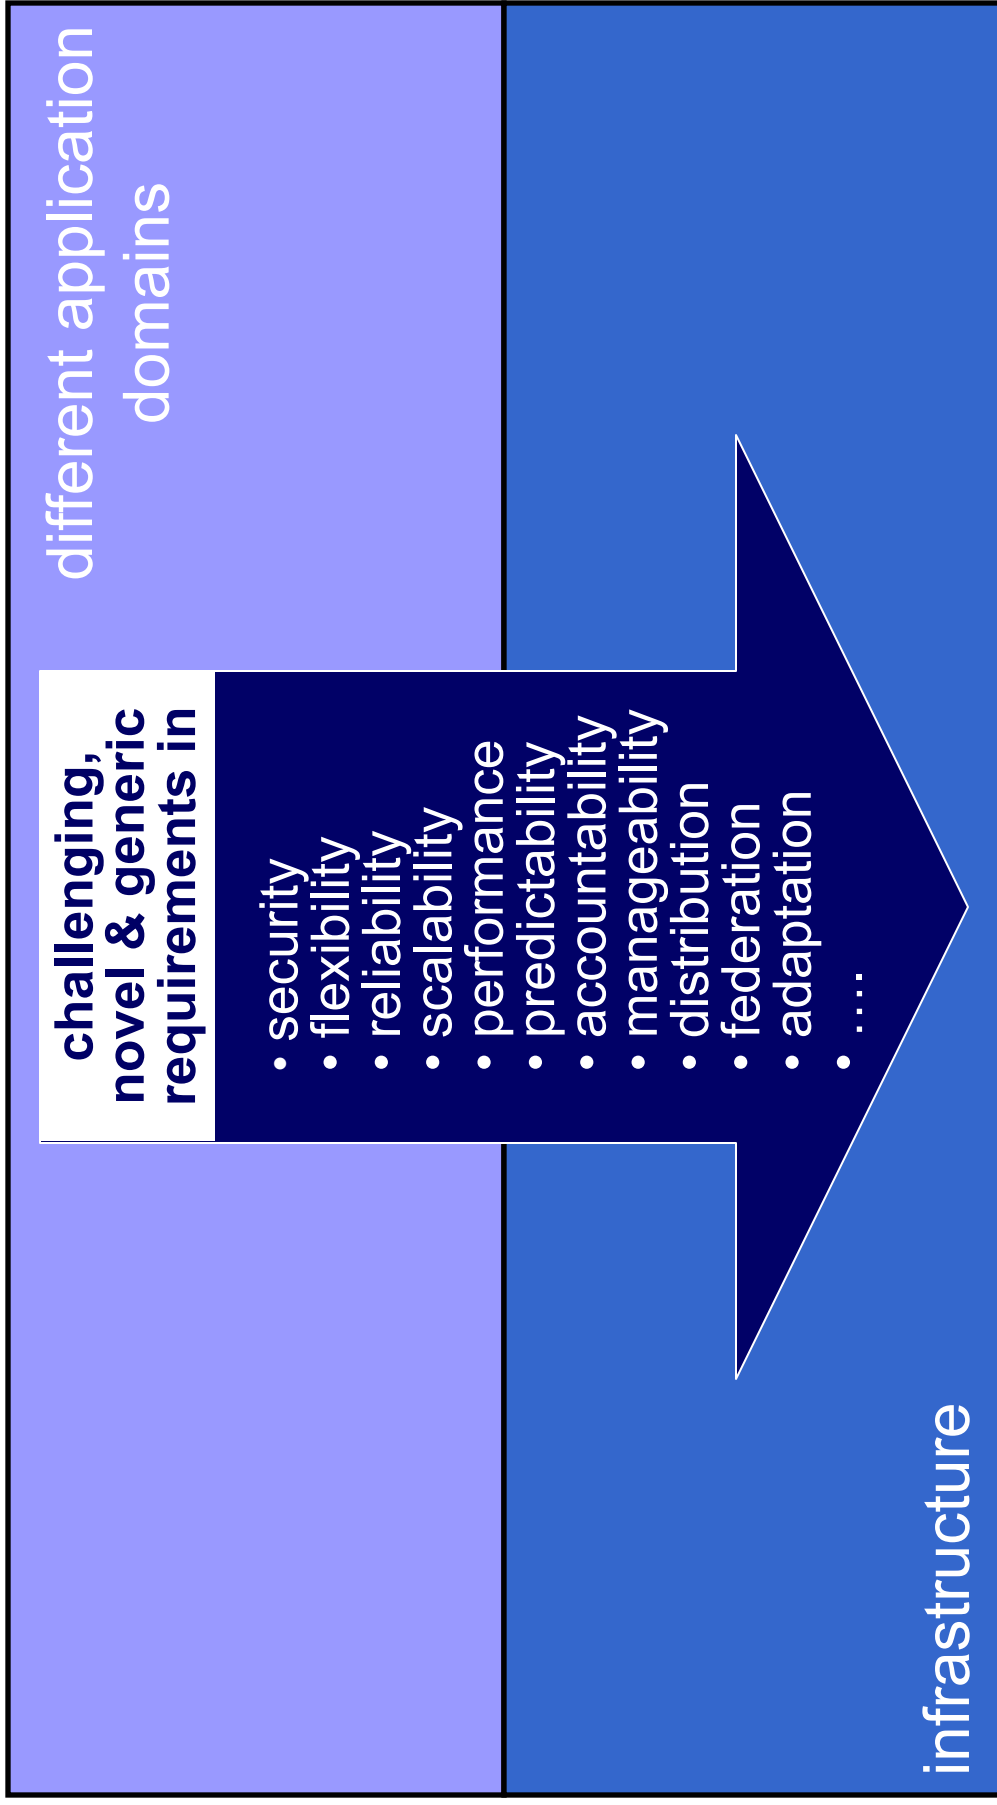 different application
domains
challenging,
novel & generic
requirements in
• security
• flexibility
• reliability
• scalability
• performance
• predictability
• accountability
• manageability
• distribution
• federation
• adaptation
• ....
infrastructure